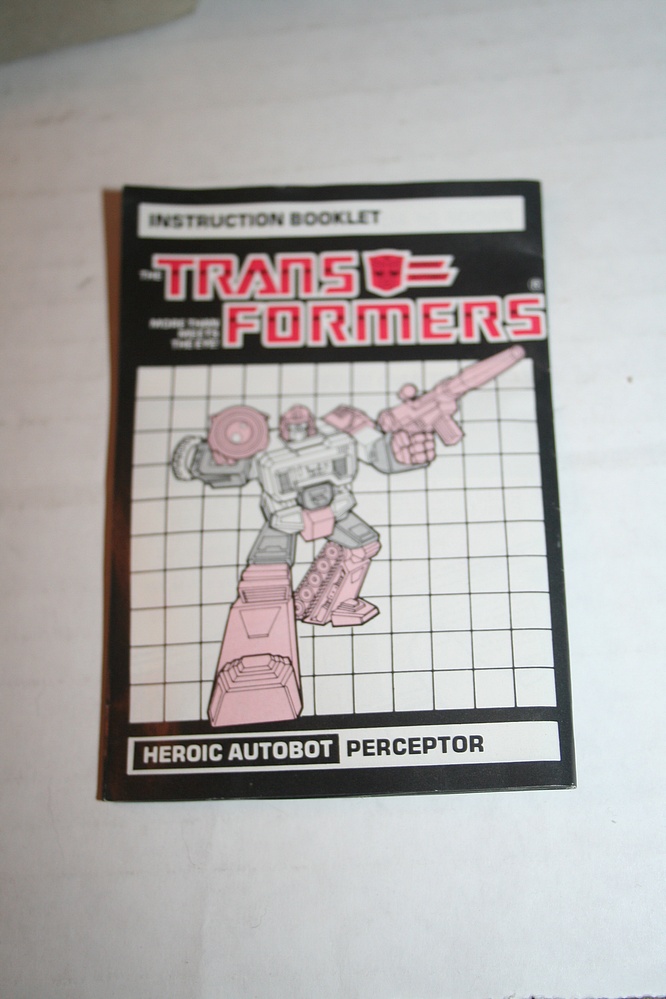 INSTRUCTION BOOKLET
THE TRANS
FORMERS ®
MORE THAN
MEETS
THE EYE
HEROIC AUTOBOT PERCEPTOR